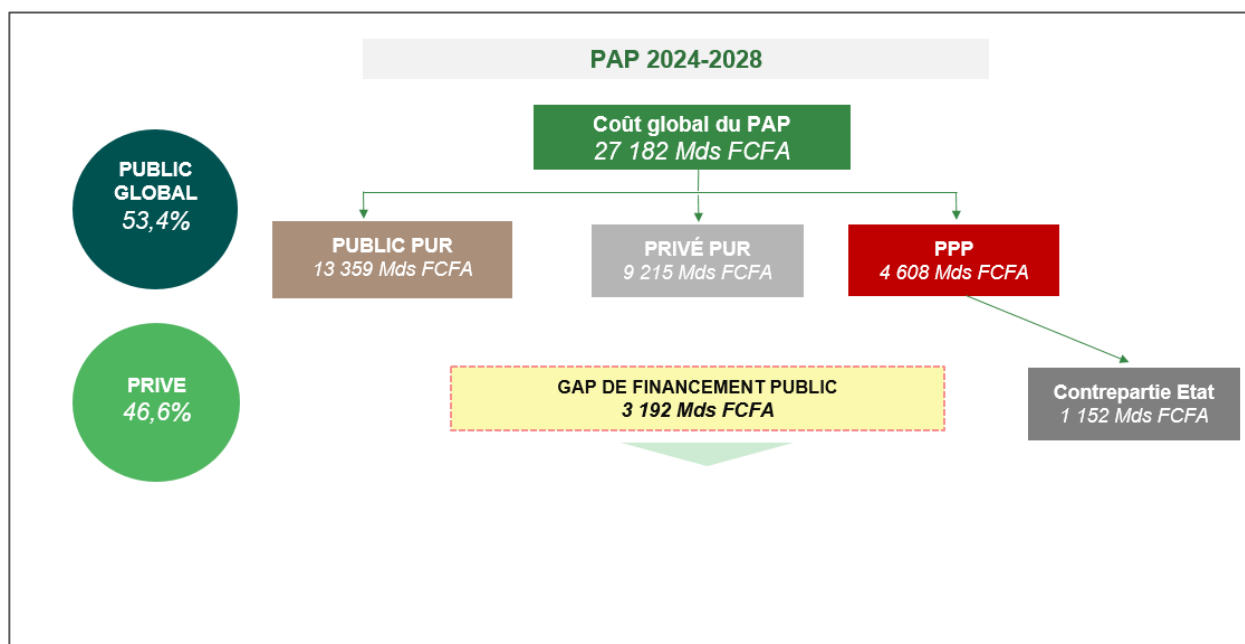 PAP 2024-2028
Coût global du PAP
27 182 Mds FCFA
PUBLIC
GLOBAL
53,4%
PUBLIC PUR
13 359 Mds FCFA
PRIVÉ PUR
9 215 Mds FCFA
PPP
4 608 Mds FCFA
PRIVE
46,6%
GAP DE FINANCEMENT PUBLIC
3 192 Mds FCFA
Contrepartie Etat
1 152 Mds FCFA